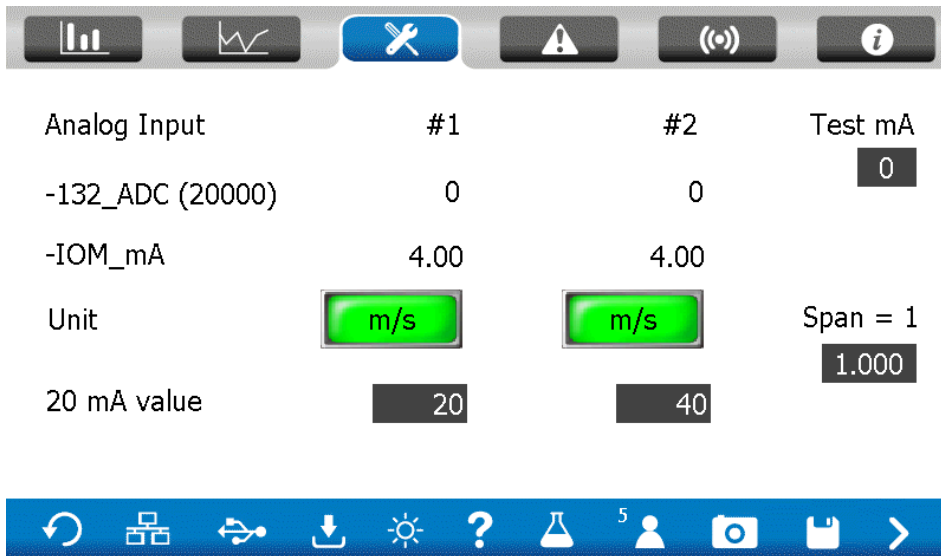 Analog Input #1 #2 Test mA
0
-132_ADC (20000) 0 0
-IOM_mA 4.00 4.00
Unit m/s m/s Span = 1
1.000
20 mA value 20 40
? 5